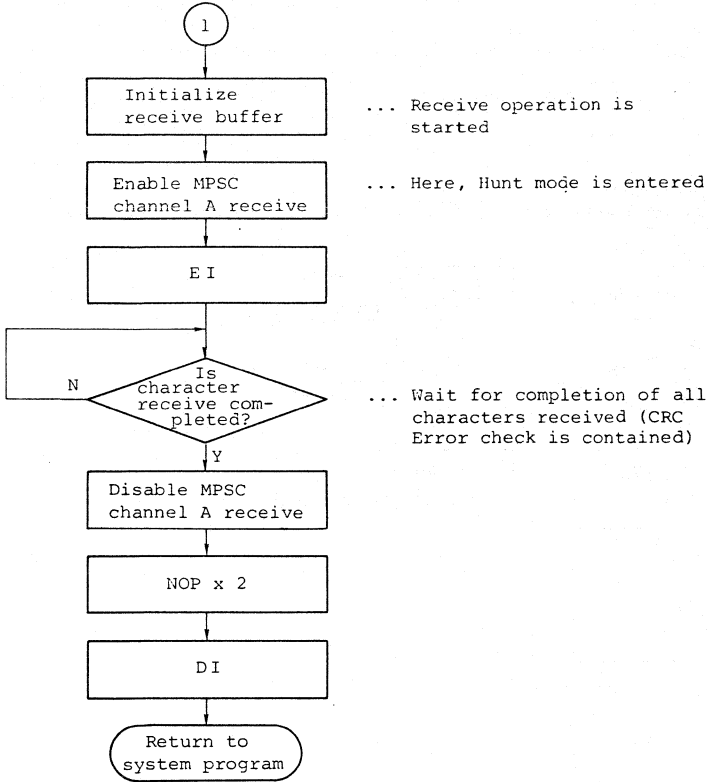 1
Initialize
receive buffer
... Receive operation is
started
Enable MPSC
channel A receive
... Here, Hunt mode is entered
EI
Is
character
receive com-
pleted?
N
... Wait for completion of all
characters received (CRC
Error check is contained)
Y
Disable MPSC
channel A receive
NOP x 2
DI
Return to
system program